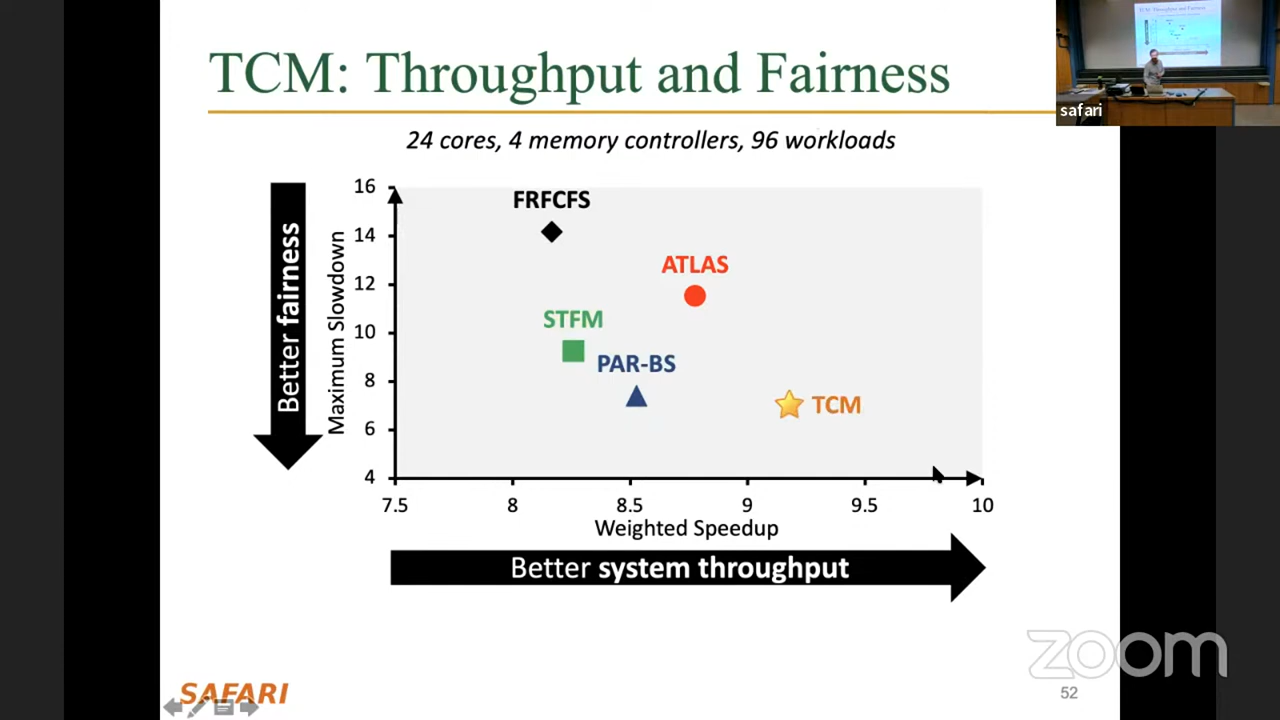 TCM: Throughput and Fairness
safari
24 cores, 4 memory controllers, 96 workloads
Better fairness
Maximum Slowdown
16
14
12
10
8
6
4
FRFCFS
ATLAS
STFM
PAR-BS
TCM
7.5 8 8.5 9 9.5 10
Weighted Speedup
Better system throughput
zoom
SAFARI
52